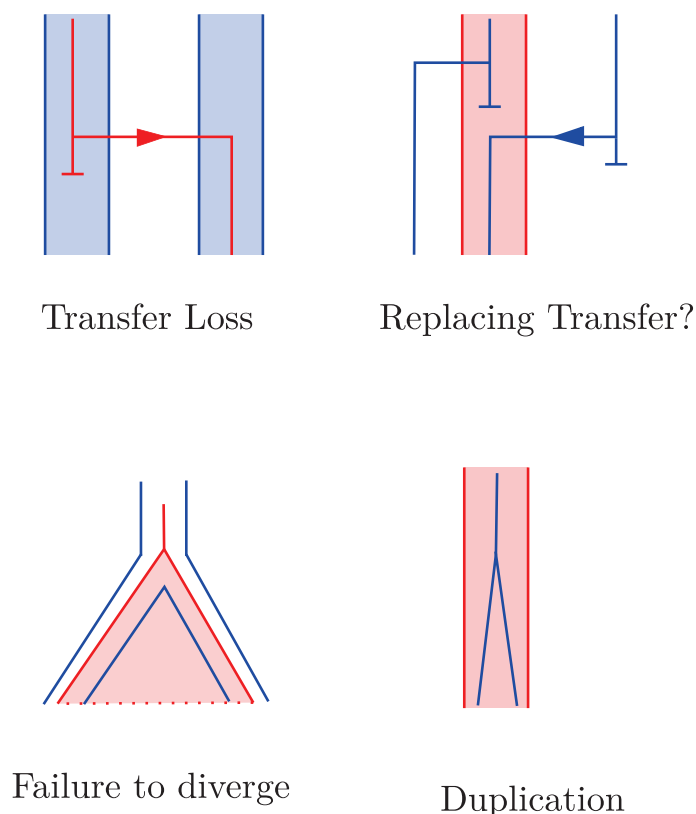 Transfer Loss
Replacing Transfer?
Failure to diverge
Duplication